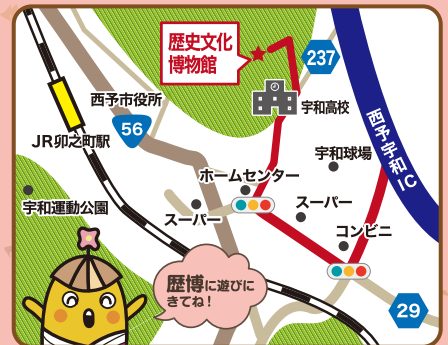 歴史文化
博物館
237
西予市役所
宇和高校
56
JR卯之町駅
西予宇和IC
宇和球場
ホームセンター
宇和運動公園
スーパー
スーパー
コンビニ
歴博に遊びに
きてね！
29